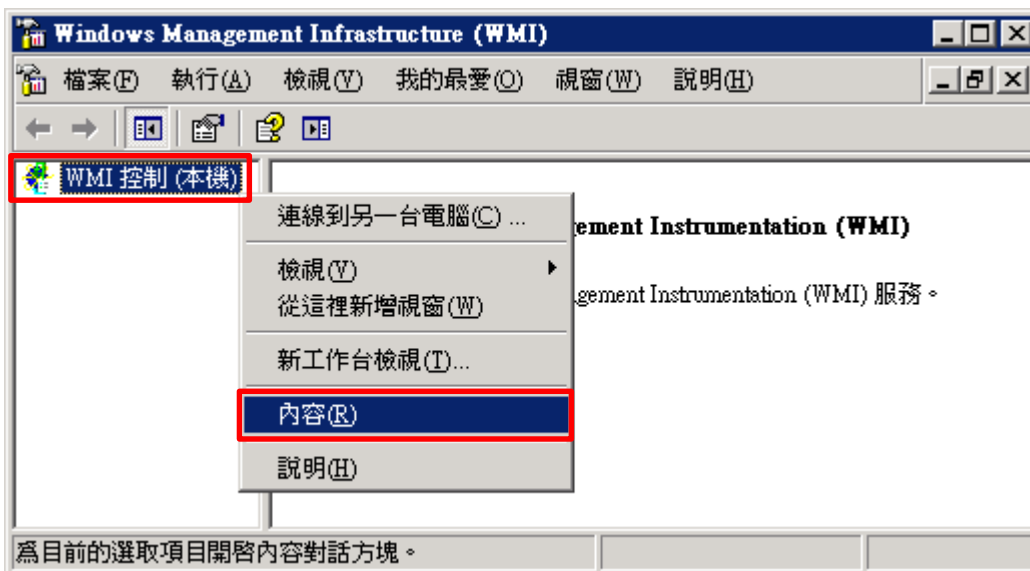 Windows Management Infrastructure (WMI)
檔案(F) 執行(A) 檢視(V) 我的最愛(O) 視窗(W) 說明(H)
WMI 控制 (本機)
連線到另一台電腦(C) ...
檢視(V)
從這裡新增視窗(W)
新工作台檢視(T)...
內容(R)
說明(H)
ement Instrumentation (WMI)
gement Instrumentation (WMI) 服務。
為目前的選取項目開啓內容對話方塊。